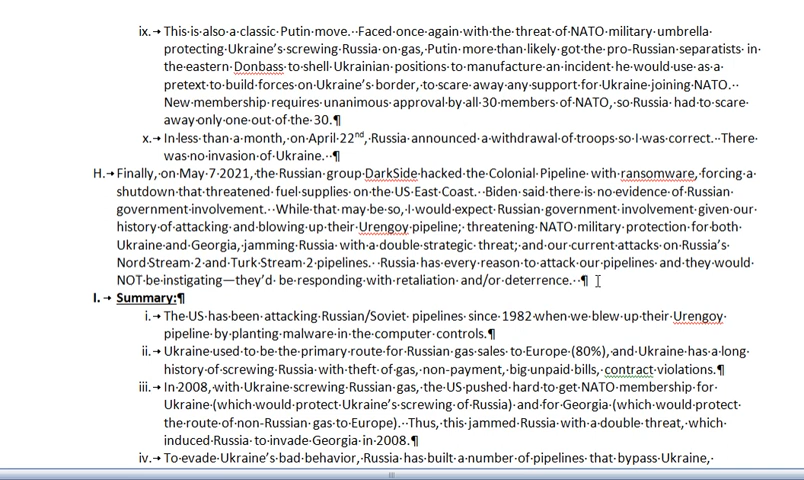 ix. This is also a classic Putin move. Faced once again with the threat of NATO military umbrella
protecting Ukraine's screwing Russia on gas, Putin more than likely got the pro-Russian separatists in
the eastern Donbass to shell Ukrainian positions to manufacture an incident he would use as a
pretext to build forces on Ukraine's border, to scare away any support for Ukraine joining NATO.
New membership requires unanimous approval by all 30 members of NATO, so Russia had to scare
away only one out of the 30.¶
x. In less than a month, on April 22nd, Russia announced a withdrawal of troops so I was correct. There
was no invasion of Ukraine. ¶
H. Finally, on May 7 2021, the Russian group DarkSide hacked the Colonial Pipeline with ransomware, forcing a
shutdown that threatened fuel supplies on the US East Coast. Biden said there is no evidence of Russian
government involvement. While that may be so, I would expect Russian government involvement given our
history of attacking and blowing up their Urengoy pipeline; threatening NATO military protection for both
Ukraine and Georgia, jamming Russia with a double strategic threat; and our current attacks on Russia's
Nord Stream 2 and Turk Stream 2 pipelines. Russia has every reason to attack our pipelines and they would
NOT be instigating—they'd be responding with retaliation and/or deterrence. ¶
I. Summary:¶
i. The US has been attacking Russian/Soviet pipelines since 1982 when we blew up their Urengoy
pipeline by planting malware in the computer controls.¶
ii. Ukraine used to be the primary route for Russian gas sales to Europe (80%), and Ukraine has a long
history of screwing Russia with theft of gas, non-payment, big unpaid bills, contract violations.¶
iii. In 2008, with Ukraine screwing Russian gas, the US pushed hard to get NATO membership for
Ukraine (which would protect Ukraine's screwing of Russia) and for Georgia (which would protect
the route of non-Russian gas to Europe). Thus, this jammed Russia with a double threat, which
induced Russia to invade Georgia in 2008.¶
iv. To evade Ukraine's bad behavior, Russia has built a number of pipelines that bypass Ukraine,